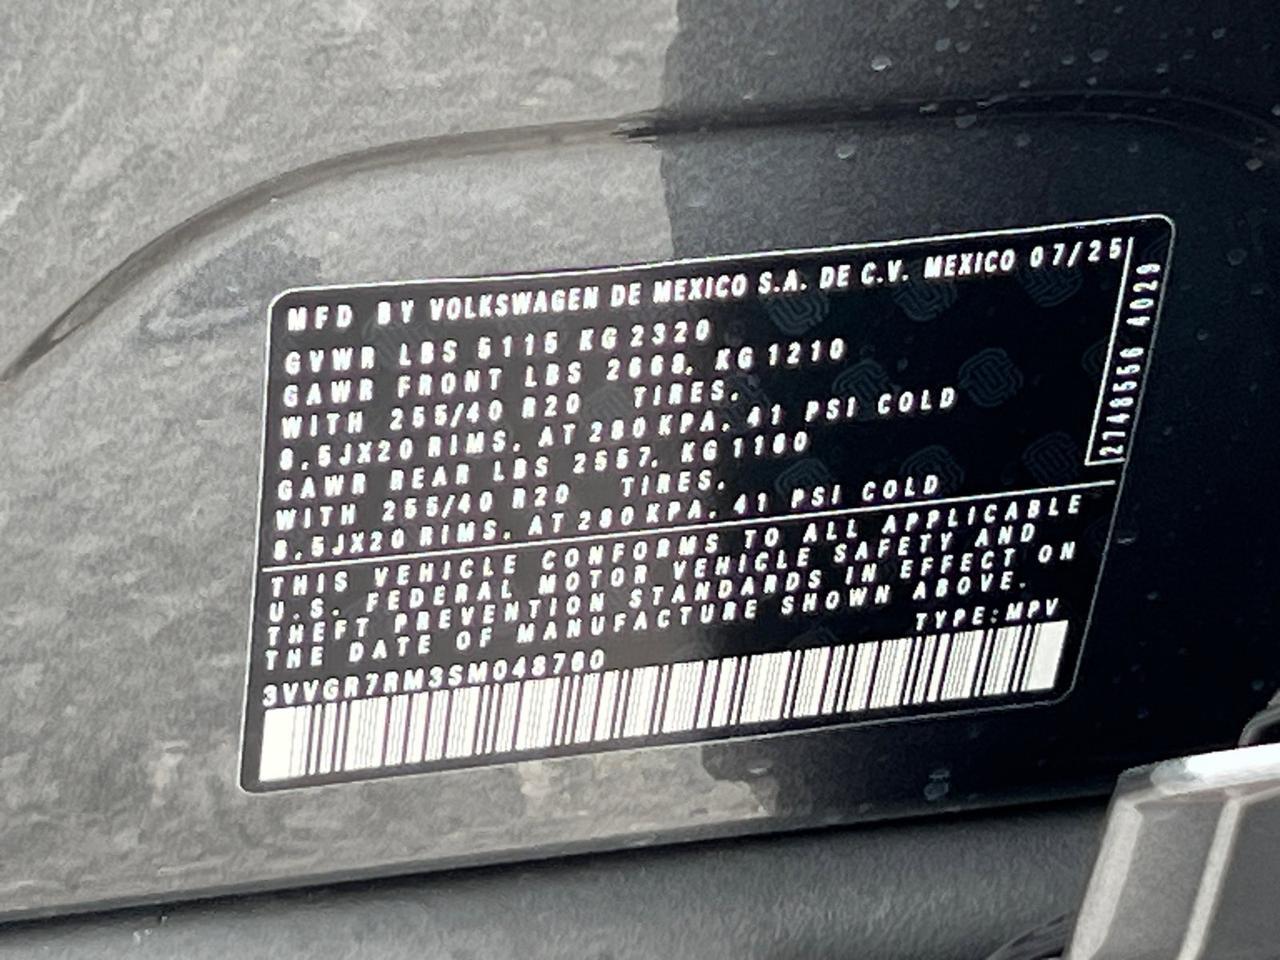 MFD BY VOLKSWAGEN DE MEXICO S.A. DE C.V. MEXICO 07/25
GVWR LBS 5115 KG 2320
GAWR FRONT LBS 2668, KG 1210
WITH 255/40 R20 TIRES,
8.5JX20 RIMS, AT 280 KPA, 41 PSI COLD
GAWR REAR LBS 2557, KG 1160
WITH 255/40 R20 TIRES,
8.5JX20 RIMS, AT 280 KPA, 41 PSI COLD
2748556 4029
THIS VEHICLE CONFORMS TO ALL APPLICABLE
U.S. FEDERAL MOTOR VEHICLE SAFETY AND
THEFT PREVENTION STANDARDS IN EFFECT ON
THE DATE OF MANUFACTURE SHOWN ABOVE.
TYPE:MPV
3VVGR7RM3SM048760